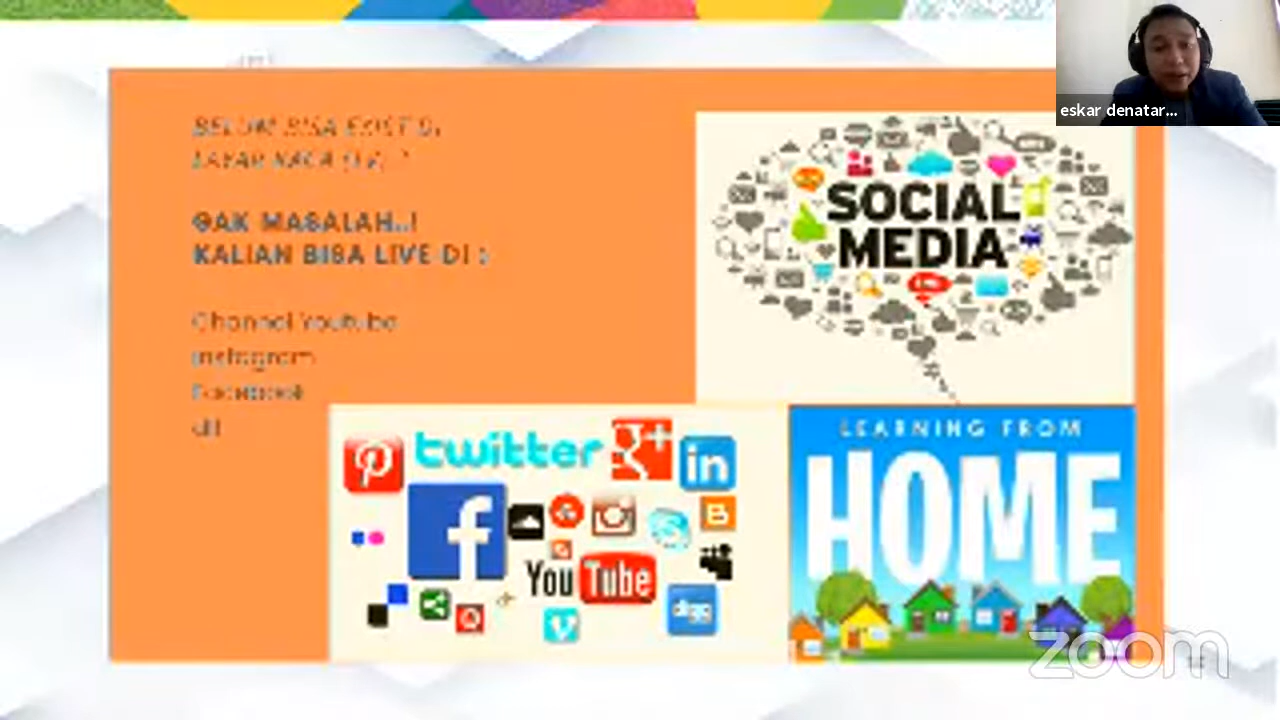 BELUM BISA EXIST DI
LAYAR KACA (TV) ?
GAK MASALAH..!
KALIAN BISA LIVE DI :
Channel Youtube
Instagram
Facebook
dll
SOCIAL
MEDIA
twitter
g+
in
f
B
You Tube
digg
LEARNING FROM
HOME
eskar denatar...
zoom